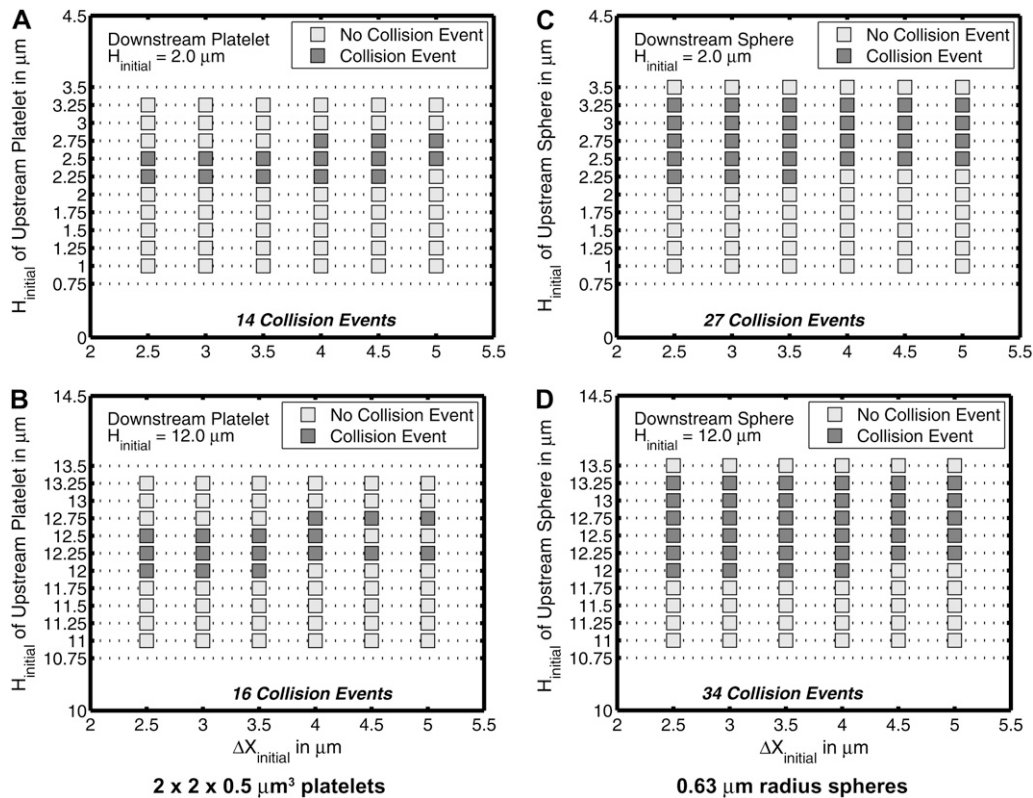 A
4.5
Downstream Platelet
H initial = 2.0 μm
No Collision Event
Collision Event
H initial of Upstream Platelet in μm
3.5
3.25
3
2.75
2.5
2.25
2
1.75
1.5
1.25
1
0.75
0
14 Collision Events
2 2.5 3 3.5 4 4.5 5 5.5
B
14.5
Downstream Platelet
H initial = 12.0 μm
No Collision Event
Collision Event
H initial of Upstream Platelet in μm
13.5
13.25
13
12.75
12.5
12.25
12
11.75
11.5
11.25
11
10.75
10
16 Collision Events
2 2.5 3 3.5 4 4.5 5 5.5
ΔX initial in μm
2 x 2 x 0.5 μm³ platelets
C
4.5
Downstream Sphere
H initial = 2.0 μm
No Collision Event
Collision Event
H initial of Upstream Sphere in μm
3.5
3.25
3
2.75
2.5
2.25
2
1.75
1.5
1.25
1
0.75
0
27 Collision Events
2 2.5 3 3.5 4 4.5 5 5.5
D
14.5
Downstream Sphere
H initial = 12.0 μm
No Collision Event
Collision Event
H initial of Upstream Sphere in μm
13.5
13.25
13
12.75
12.5
12.25
12
11.75
11.5
11.25
11
10.75
10
34 Collision Events
2 2.5 3 3.5 4 4.5 5 5.5
ΔX initial in μm
0.63 μm radius spheres